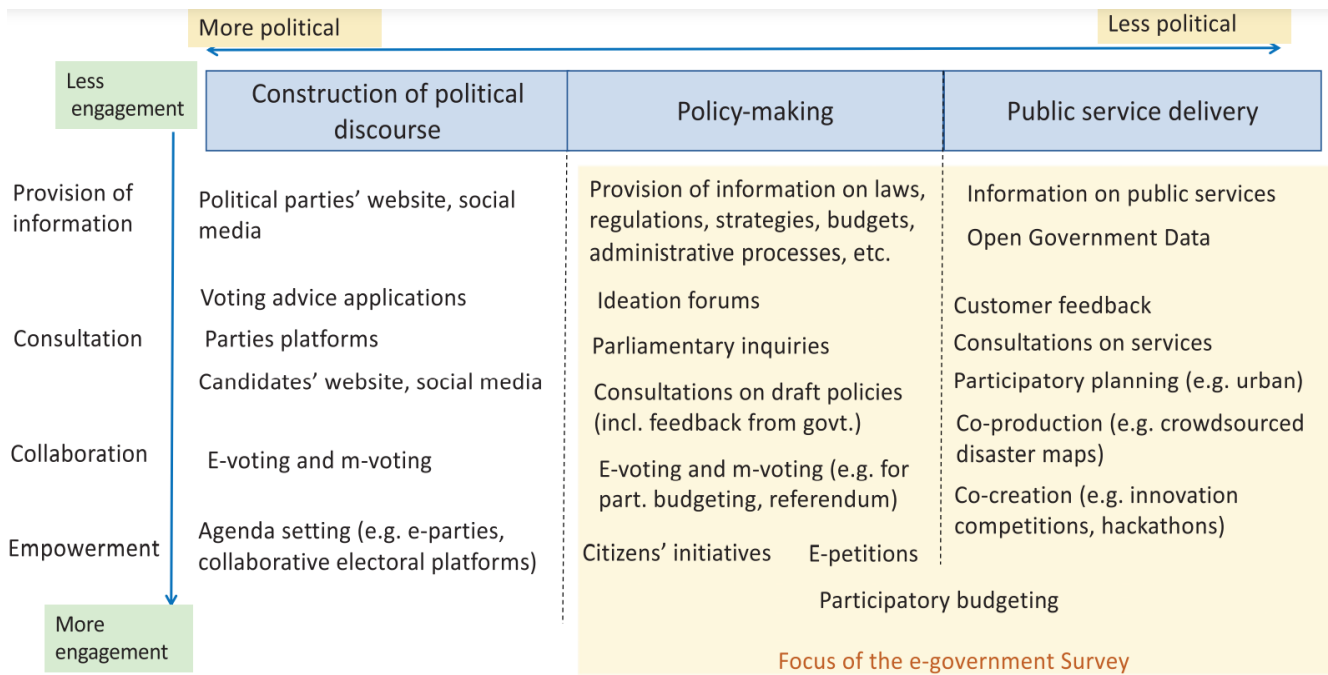 More political
Less political
Less
engagement
Construction of political
discourse
Policy-making
Public service delivery
Provision of
information
Political parties’ website, social
media
Provision of information on laws,
regulations, strategies, budgets,
administrative processes, etc.
Information on public services
Open Government Data
Voting advice applications
Ideation forums
Customer feedback
Consultation
Parties platforms
Parliamentary inquiries
Consultations on services
Candidates’ website, social media
Consultations on draft policies
(incl. feedback from govt.)
Participatory planning (e.g. urban)
Collaboration
E-voting and m-voting
E-voting and m-voting (e.g. for
part. budgeting, referendum)
Co-production (e.g. crowdsourced
disaster maps)
Co-creation (e.g. innovation
competitions, hackathons)
Empowerment
Agenda setting (e.g. e-parties,
collaborative electoral platforms)
Citizens’ initiatives
E-petitions
Participatory budgeting
More
engagement
Focus of the e-government Survey